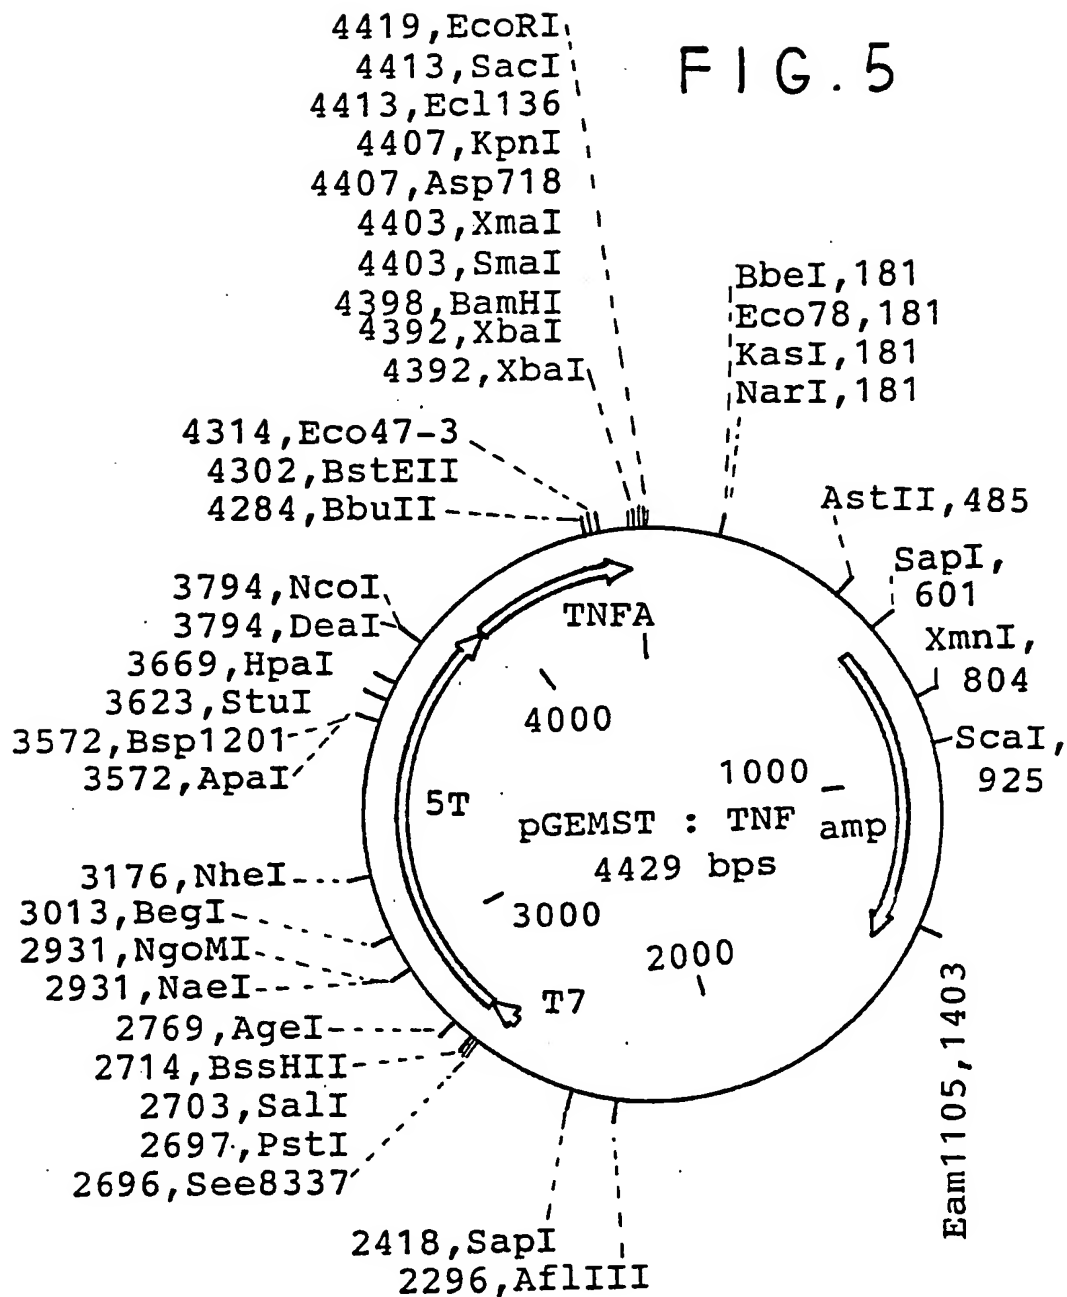 FIG.5
4419,EcoRI
4413,SacI
4413,Ecl136
4407,KpnI
4407,Asp718
4403,XmaI
4403,SmaI
4398,BamHI
4392,XbaI
4392,XbaI
BbeI,181
Eco78,181
KasI,181
NarI,181
4314,Eco47-3
4302,BstEII
4284,BbuII
AstII,485
SapI,
601
XmnI,
804
ScaI,
925
3794,NcoI
3794,DeaI
3669,HpaI
3623,StuI
3572,Bsp1201
3572,ApaI
TNFA
4000
1000
5T
pGEMST : TNF
amp
4429 bps
3000
2000
T7
3176,NheI
3013,BegI
2931,NgoMI
2931,NaeI
2769,AgeI
2714,BssHII
2703,SalI
2697,PstI
2696,See8337
Eam1105,1403
2418,SapI
2296,AflIII